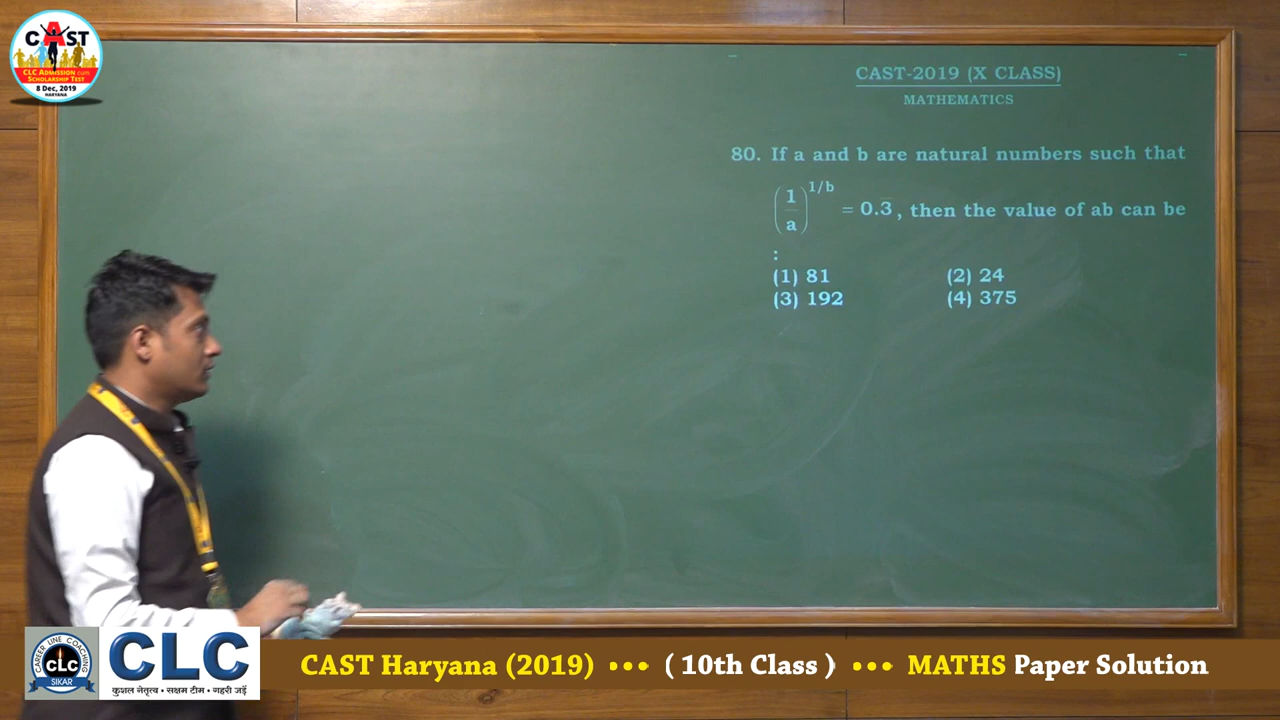 CAST
CLC ADMISSION cum
SCHOLARSHIP TEST
8 Dec, 2019
HARYANA
CAST-2019 (X CLASS)
MATHEMATICS
80. If a and b are natural numbers such that
(1/a)^1/b = 0.3̅, then the value of ab can be
:
(1) 81 (2) 24
(3) 192 (4) 375
CAREER LINE COACHING
CLC
SIKAR
CLC
कुशल नेतृत्व • सक्षम टीम • गहरी जड़ें
CAST Haryana (2019) ••• ( 10th Class ) ••• MATHS Paper Solution